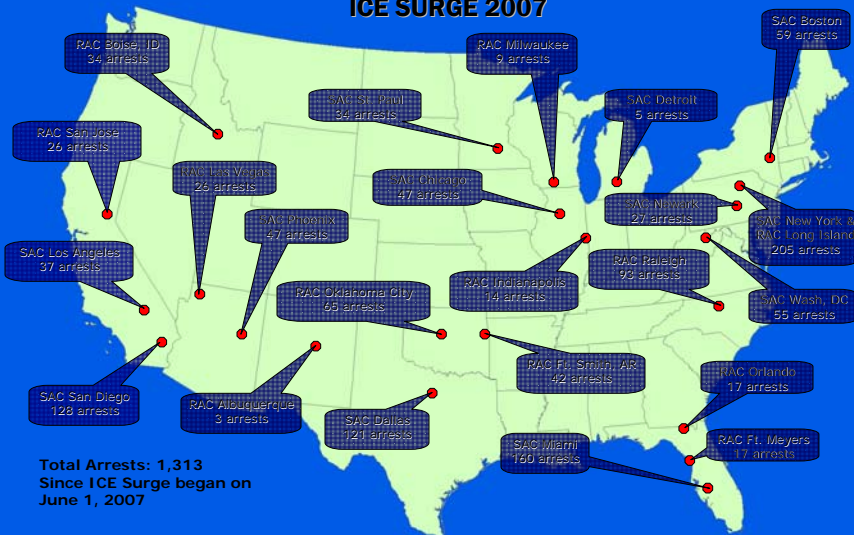 ICE SURGE 2007
SAC Boston
59 arrests
RAC Boise, ID
34 arrests
RAC Milwaukee
9 arrests
SAC St. Paul
34 arrests
SAC Detroit
5 arrests
RAC San Jose
26 arrests
RAC Las Vegas
26 arrests
SAC Chicago
47 arrests
SAC Newark
27 arrests
SAC Phoenix
47 arrests
SAC New York &
RAC Long Island
205 arrests
SAC Los Angeles
37 arrests
RAC Raleigh
93 arrests
RAC Indianapolis
14 arrests
RAC Oklahoma City
65 arrests
SAC Wash, DC
55 arrests
RAC Ft. Smith, AR
42 arrests
RAC Orlando
17 arrests
SAC San Diego
128 arrests
RAC Albuquerque
3 arrests
SAC Dallas
121 arrests
SAC Miami
160 arrests
RAC Ft. Meyers
17 arrests
Total Arrests: 1,313
Since ICE Surge began on
June 1, 2007